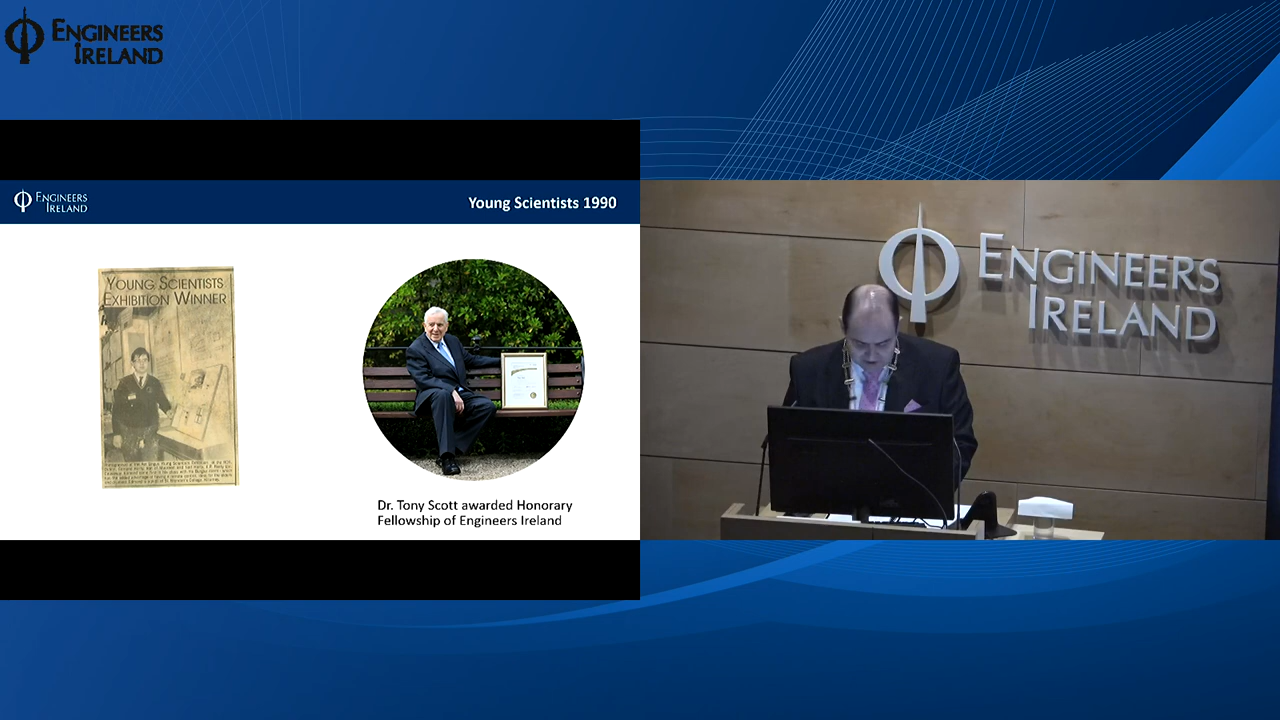 ENGINEERS
IRELAND
ENGINEERS
IRELAND
Young Scientists 1990
YOUNG SCIENTISTS
EXHIBITION WINNER
Dr. Tony Scott awarded Honorary
Fellowship of Engineers Ireland
ENGINEERS
IRELAND